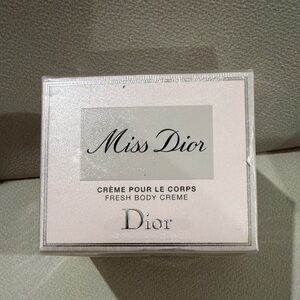 Miss Dior
CRÈME POUR LE CORPS
FRESH BODY CREME
Dior